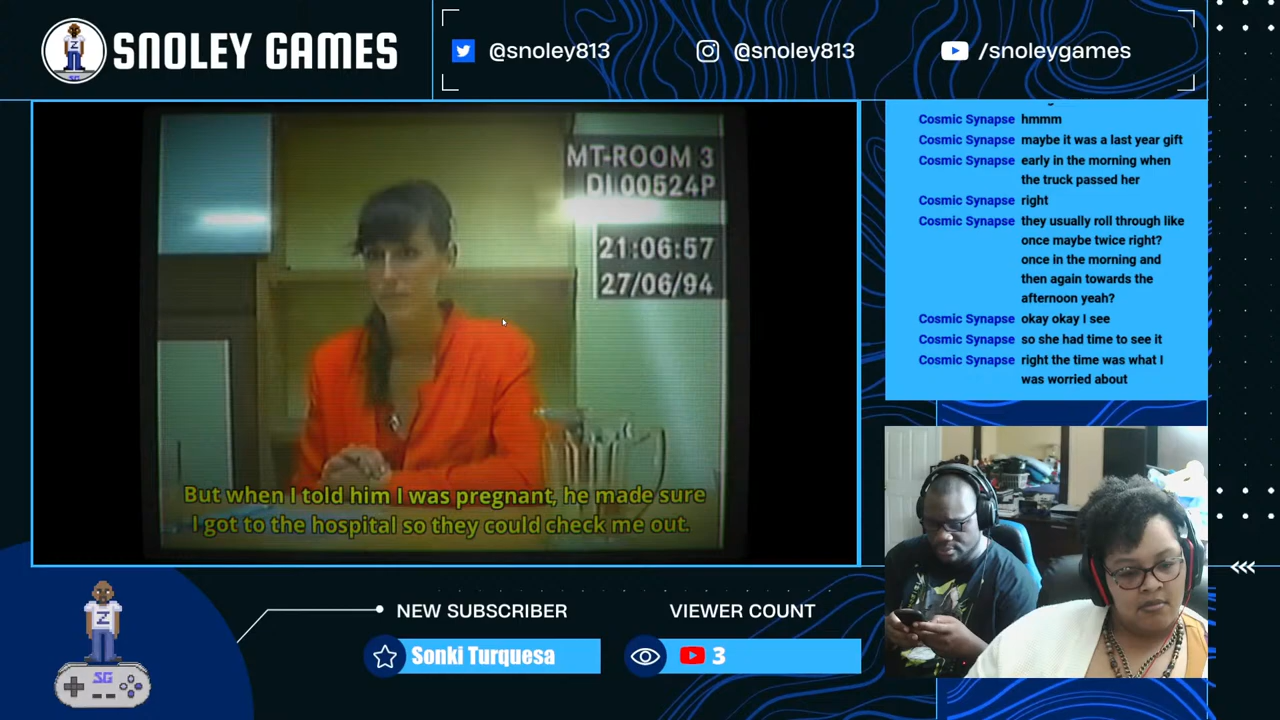 SNOLEY GAMES
@snoley813
@snoley813
/snoleygames
MT-ROOM 3
DI.00524P
21:06:57
27/06/94
But when I told him I was pregnant, he made sure
I got to the hospital so they could check me out.
Cosmic Synapse hmmm
Cosmic Synapse maybe it was a last year gift
Cosmic Synapse early in the morning when
the truck passed her
Cosmic Synapse right
Cosmic Synapse they usually roll through like
once maybe twice right?
once in the morning and
then again towards the
afternoon yeah?
Cosmic Synapse okay okay I see
Cosmic Synapse so she had time to see it
Cosmic Synapse right the time was what I
was worried about
NEW SUBSCRIBER
Sonki Turquesa
VIEWER COUNT
3
Z
SG